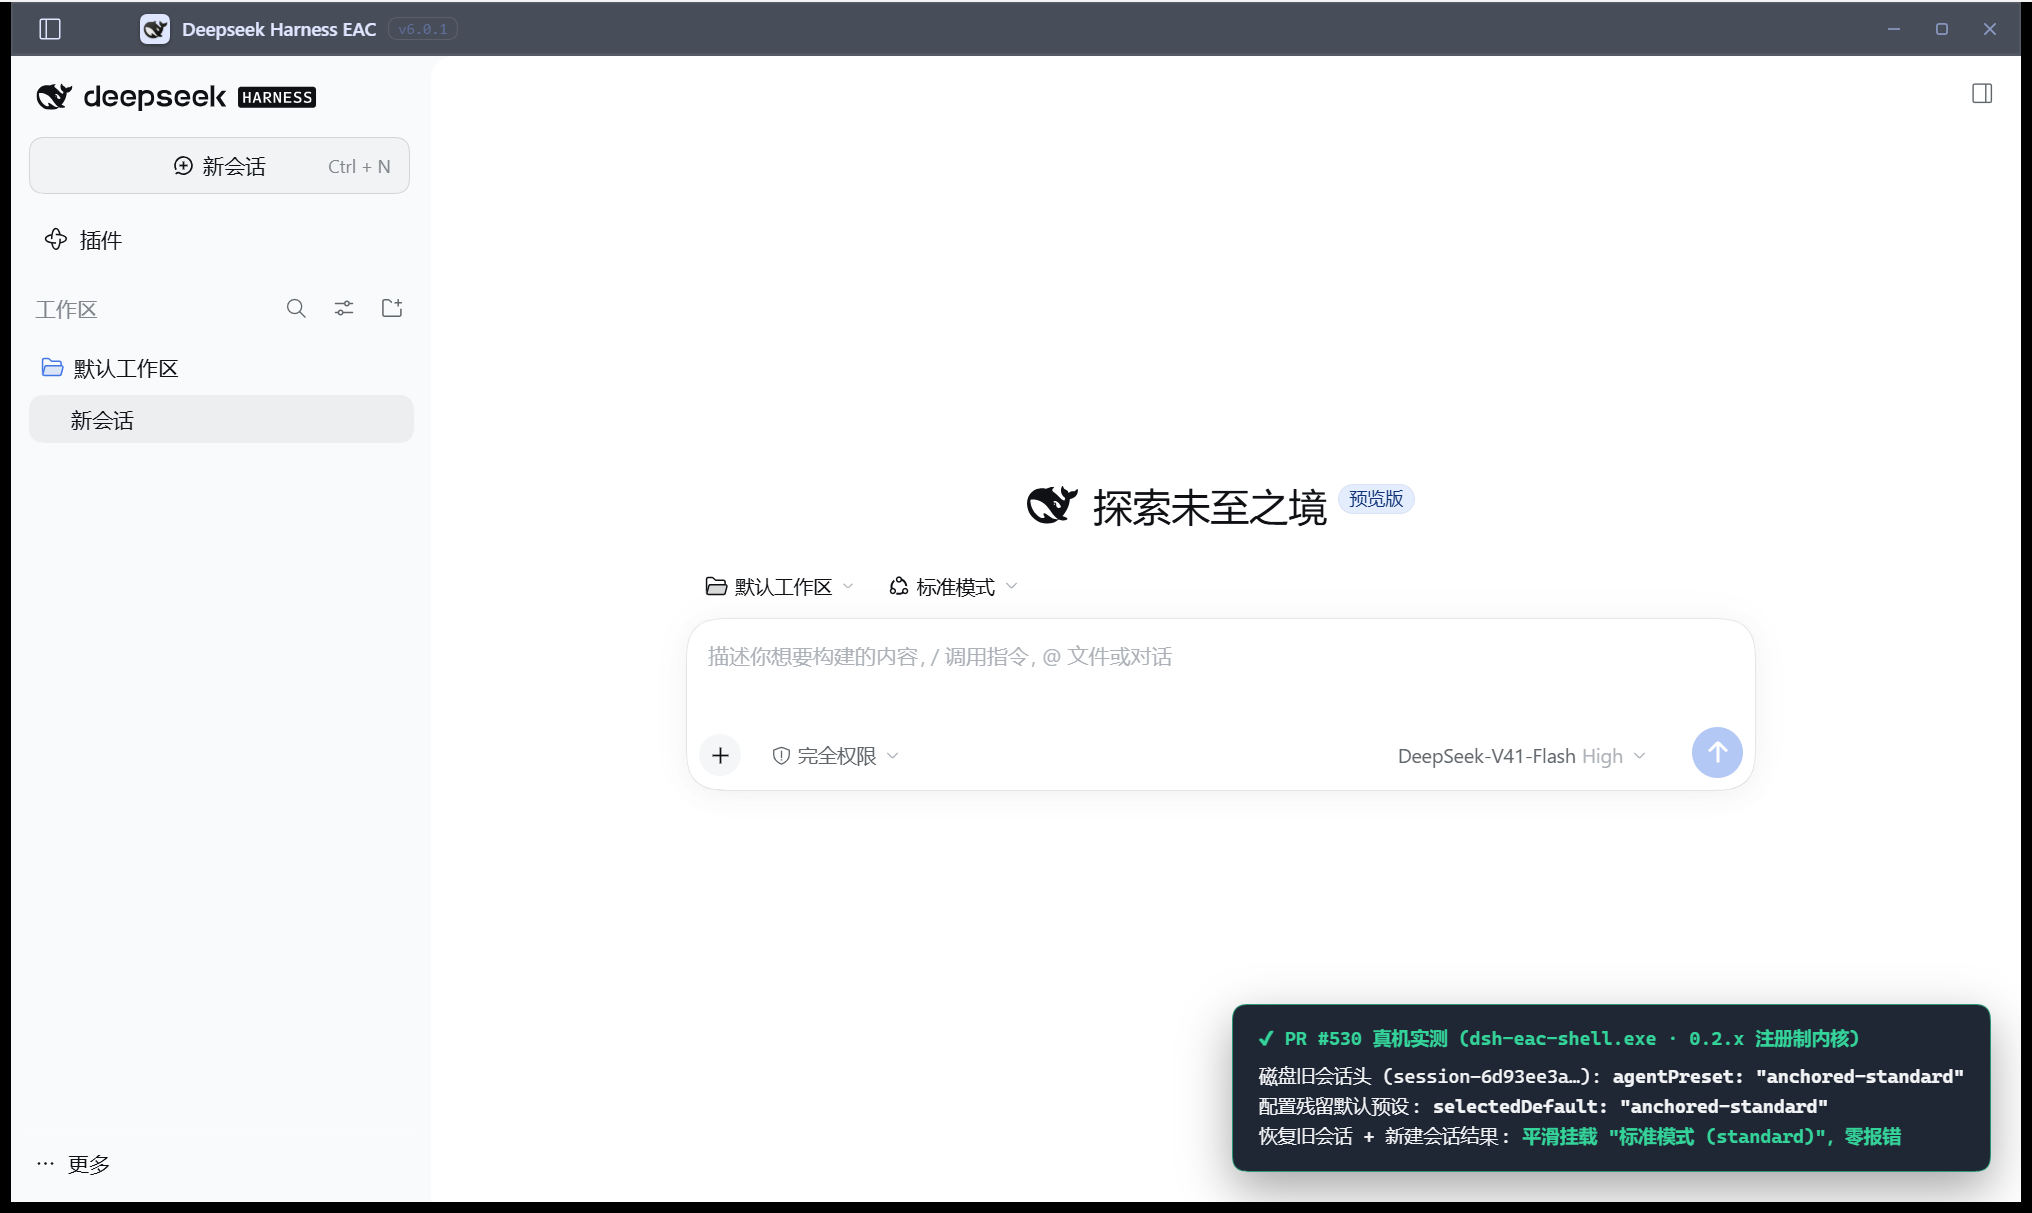 Deepseek Harness EAC v6.0.1
deepseek HARNESS
新会话 Ctrl + N
插件
工作区
默认工作区
新会话
探索未至之境 预览版
默认工作区 标准模式
描述你想要构建的内容, / 调用指令, @ 文件或对话
完全权限 DeepSeek-V41-Flash High
✓ PR #530 真机实测 (dsh-eac-shell.exe · 0.2.x 注册制内核)
磁盘旧会话头 (session-6d93ee3a…): agentPreset: "anchored-standard"
配置残留默认预设: selectedDefault: "anchored-standard"
恢复旧会话 + 新建会话结果: 平滑挂载 "标准模式 (standard)", 零报错
更多